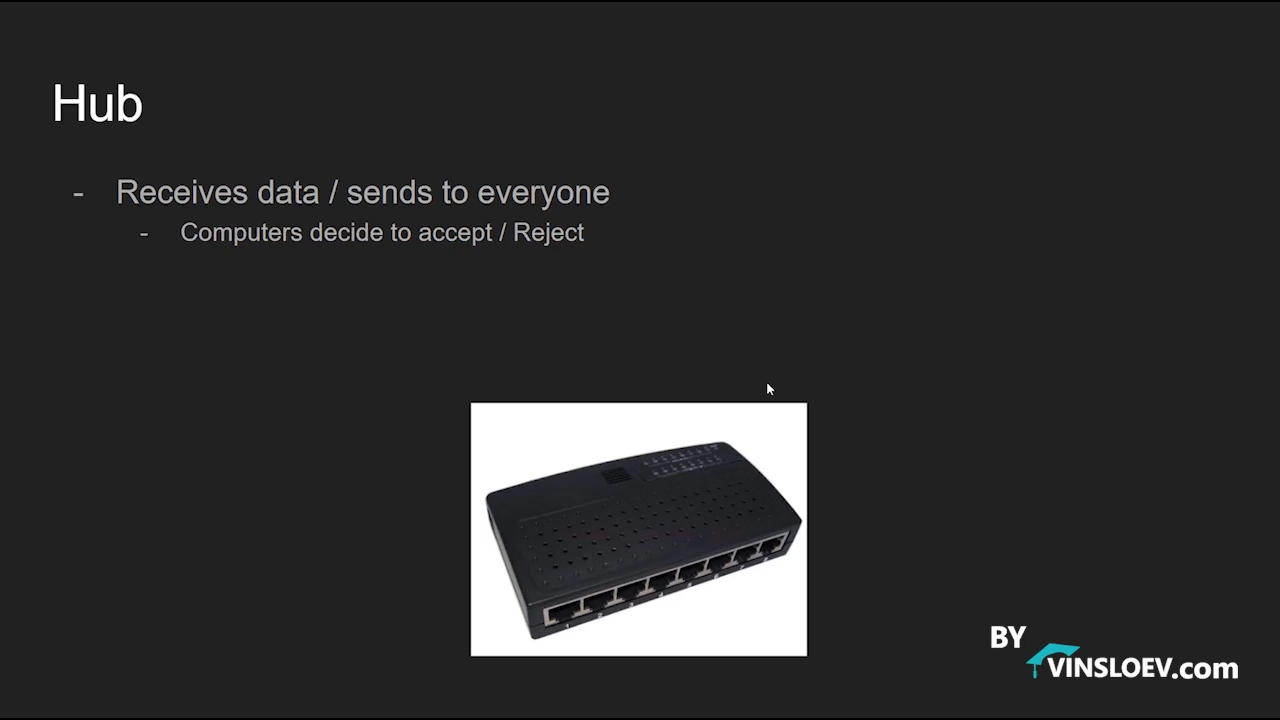 Hub
- Receives data / sends to everyone
- Computers decide to accept / Reject
BY
VINSLOEV.com